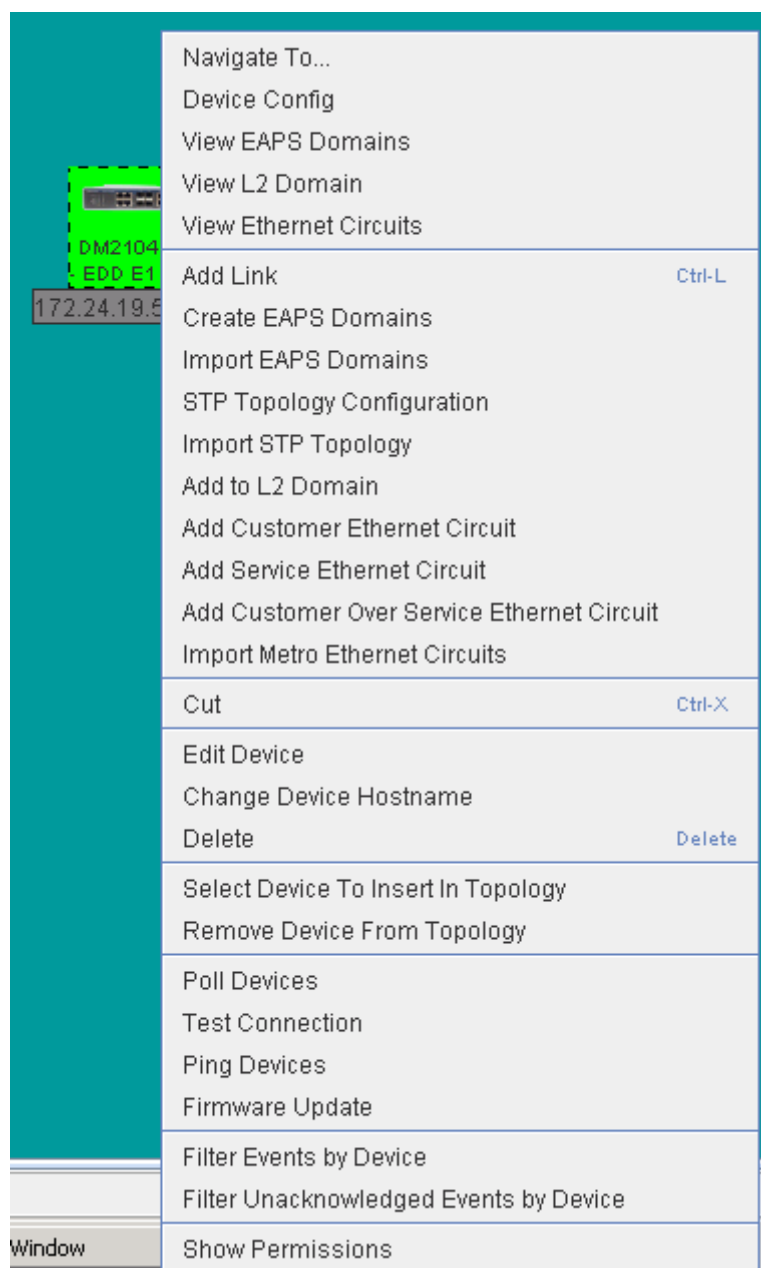 Navigate To...
Device Config
View EAPS Domains
View L2 Domain
View Ethernet Circuits
DM2104
- EDD E1
172.24.19.5
Add Link Ctrl-L
Create EAPS Domains
Import EAPS Domains
STP Topology Configuration
Import STP Topology
Add to L2 Domain
Add Customer Ethernet Circuit
Add Service Ethernet Circuit
Add Customer Over Service Ethernet Circuit
Import Metro Ethernet Circuits
Cut Ctrl-X
Edit Device
Change Device Hostname
Delete Delete
Select Device To Insert In Topology
Remove Device From Topology
Poll Devices
Test Connection
Ping Devices
Firmware Update
Filter Events by Device
Filter Unacknowledged Events by Device
Window
Show Permissions